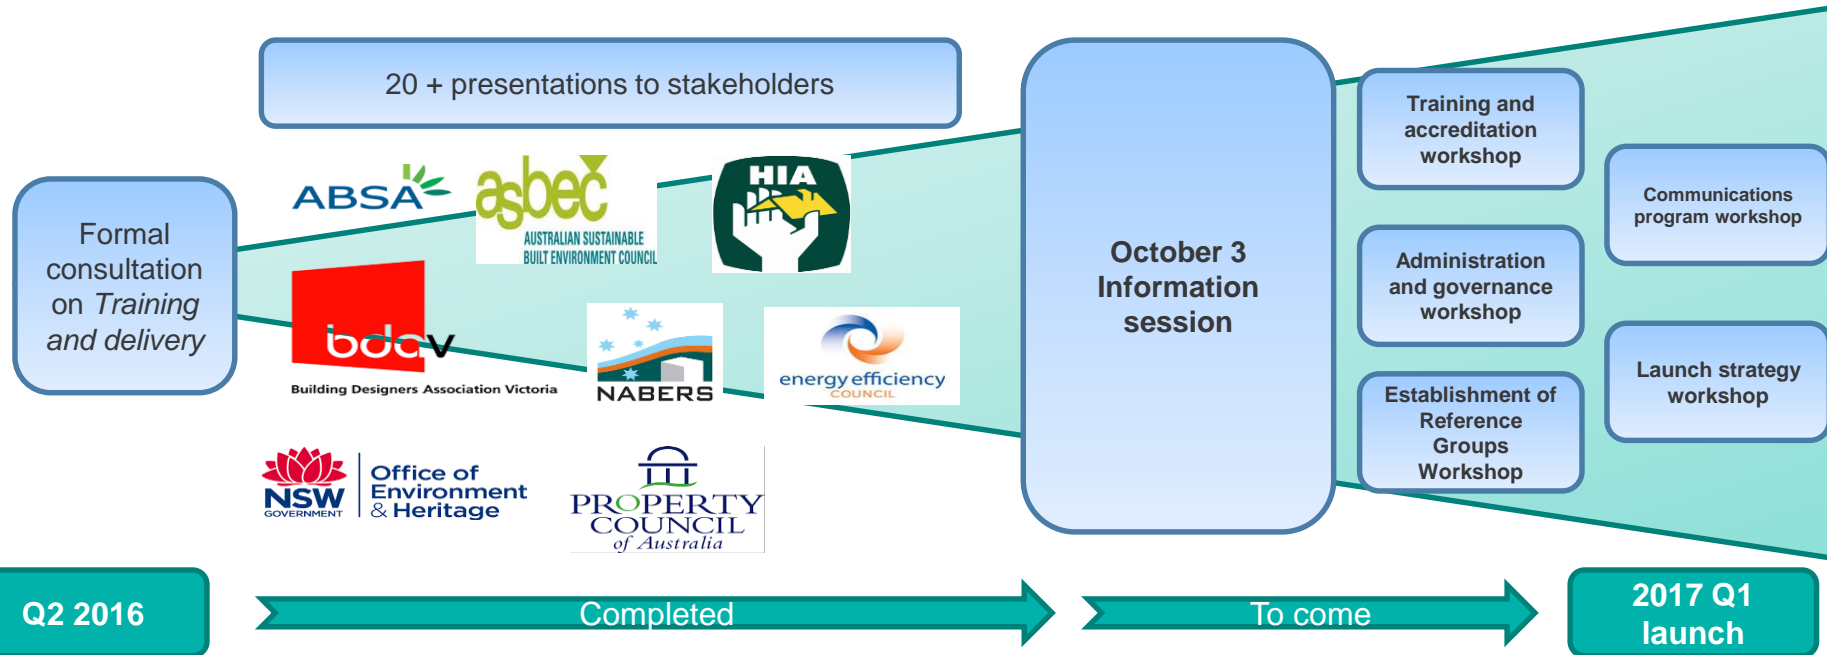 20 + presentations to stakeholders
Formal
consultation
on Training
and delivery
ABSA
asbec
AUSTRALIAN SUSTAINABLE
BUILT ENVIRONMENT COUNCIL
HIA
bdav
Building Designers Association Victoria
NABERS
energy efficiency
COUNCIL
NSW
GOVERNMENT
Office of
Environment
& Heritage
PROPERTY
COUNCIL
of Australia
October 3
Information
session
Training and
accreditation
workshop
Administration
and governance
workshop
Establishment of
Reference
Groups
Workshop
Communications
program workshop
Launch strategy
workshop
Q2 2016
Completed
To come
2017 Q1
launch